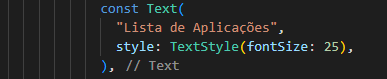 const Text(
"Lista de Aplicações",
style: TextStyle(fontSize: 25),
), // Text